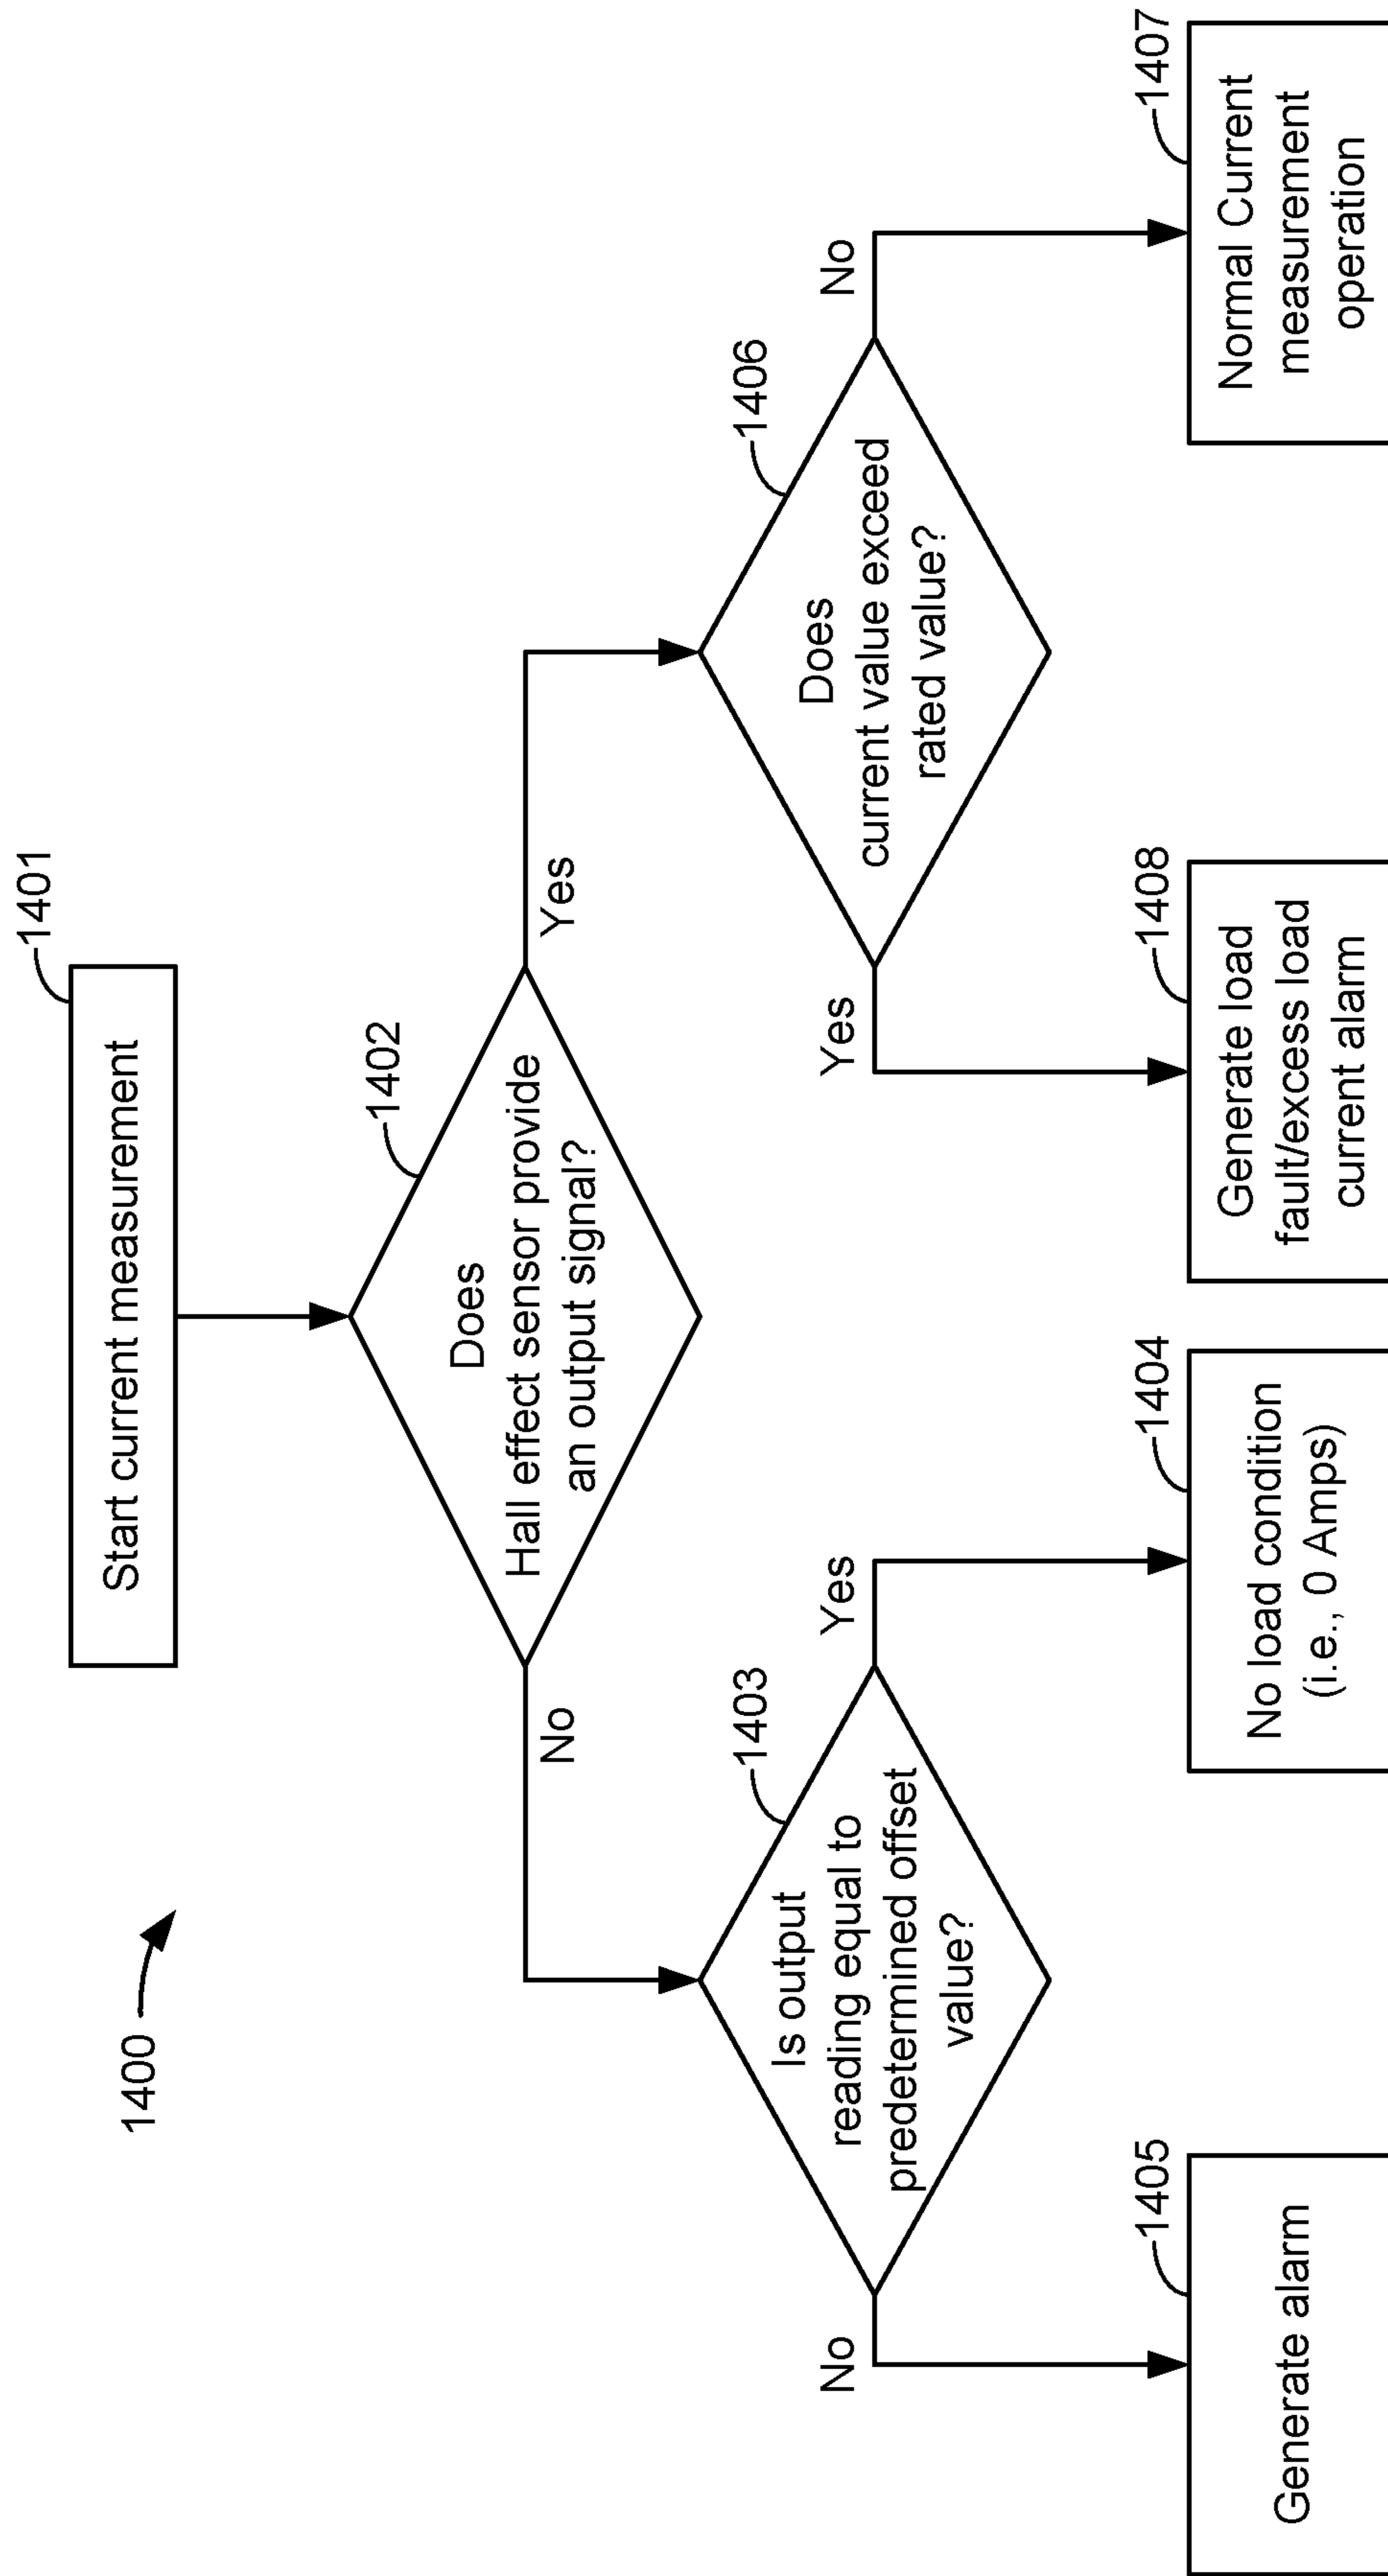 1400
1401
Start current measurement
1402
Does
Hall effect sensor provide
an output signal?
No
Yes
1403
Is output
reading equal to
predetermined offset
value?
No
Yes
1406
Does
current value exceed
rated value?
Yes
No
1405
Generate alarm
1404
No load condition
(i.e., 0 Amps)
1408
Generate load
fault/excess load
current alarm
1407
Normal Current
measurement
operation